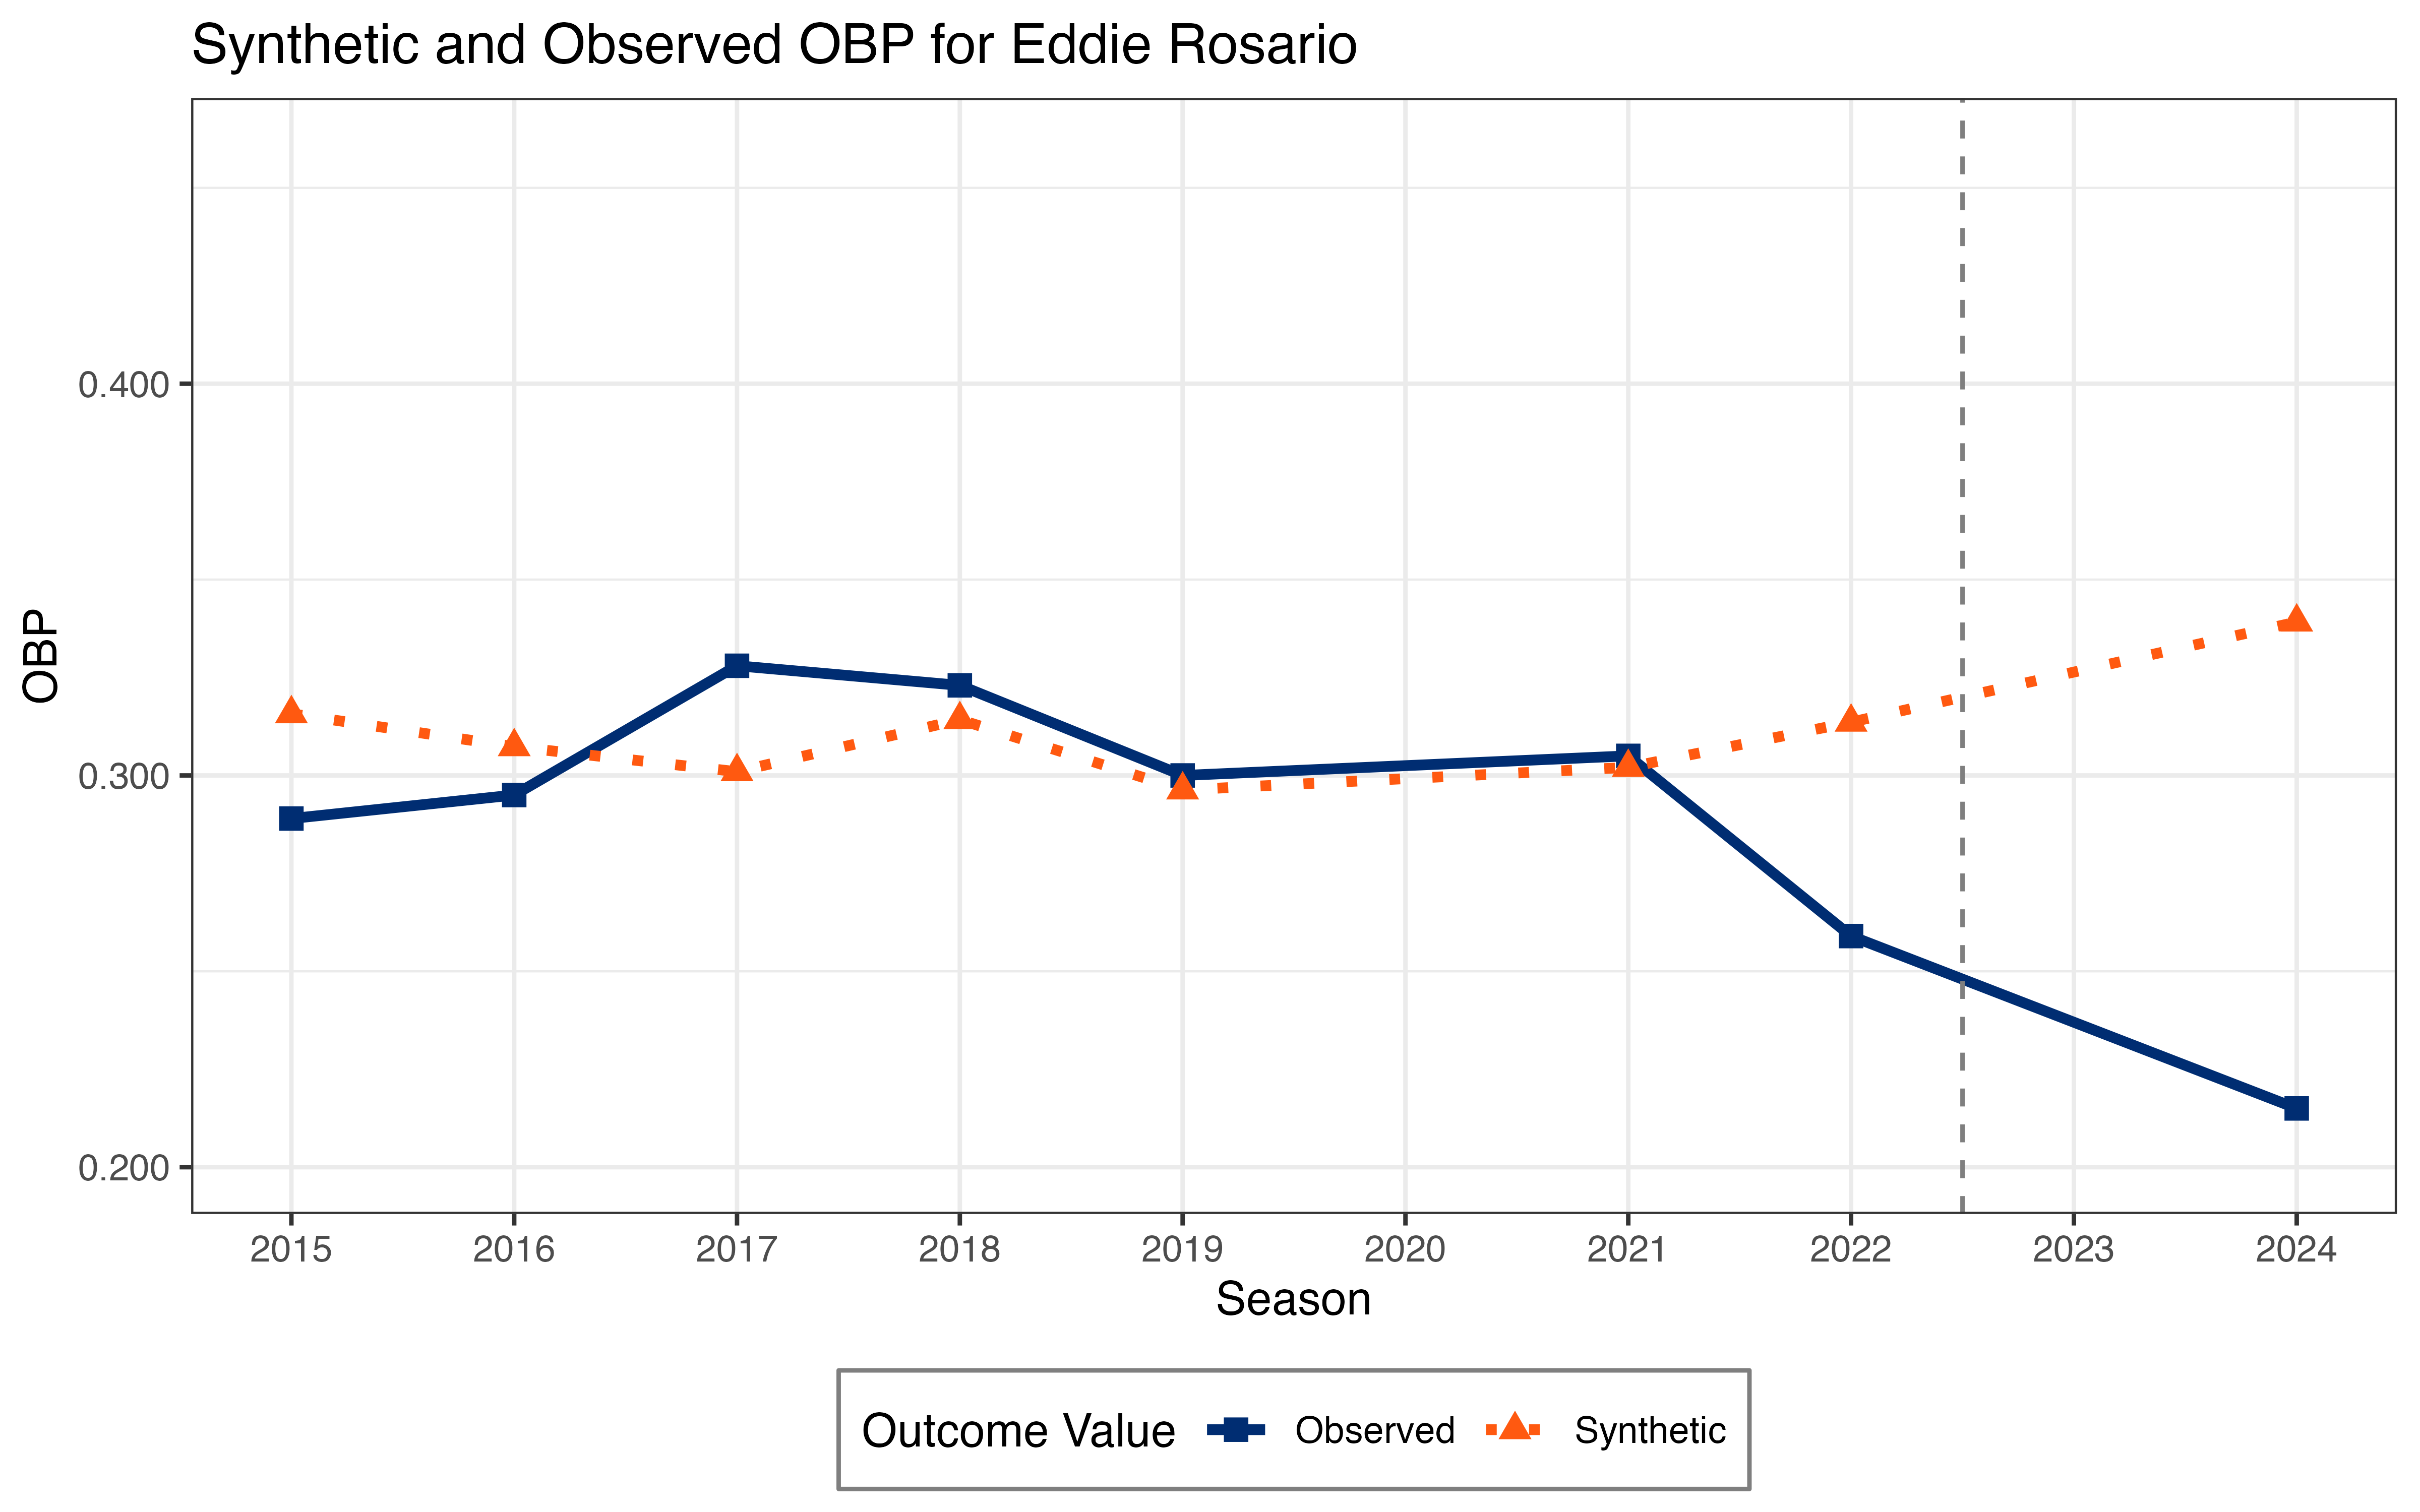 Synthetic and Observed OBP for Eddie Rosario
OBP
0.400
0.300
0.200
2015 2016 2017 2018 2019 2020 2021 2022 2023 2024
Season
Outcome Value Observed Synthetic